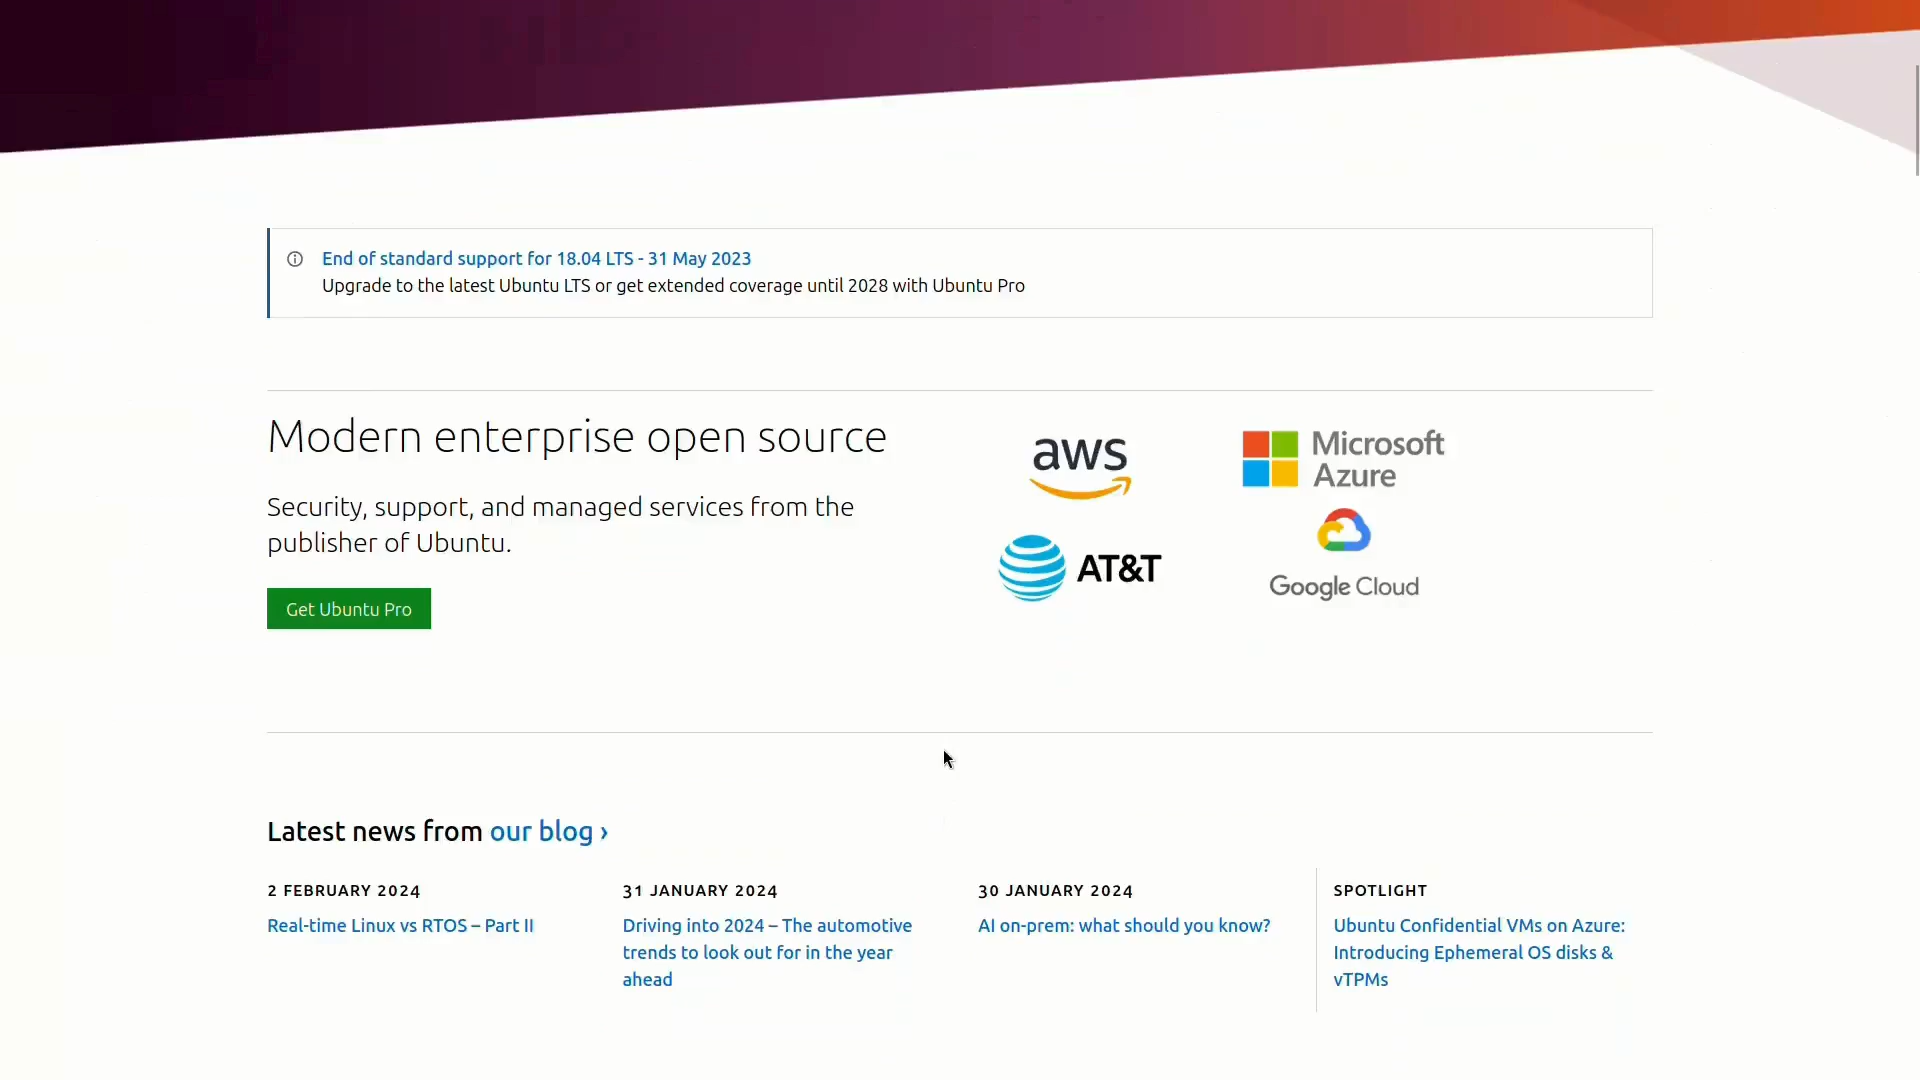 End of standard support for 18.04 LTS - 31 May 2023
Upgrade to the latest Ubuntu LTS or get extended coverage until 2028 with Ubuntu Pro
Modern enterprise open source
Security, support, and managed services from the
publisher of Ubuntu.
Get Ubuntu Pro
aws
Microsoft
Azure
AT&T
Google Cloud
Latest news from our blog ›
2 FEBRUARY 2024
Real-time Linux vs RTOS – Part II
31 JANUARY 2024
Driving into 2024 – The automotive
trends to look out for in the year
ahead
30 JANUARY 2024
AI on-prem: what should you know?
SPOTLIGHT
Ubuntu Confidential VMs on Azure:
Introducing Ephemeral OS disks &
vTPMs